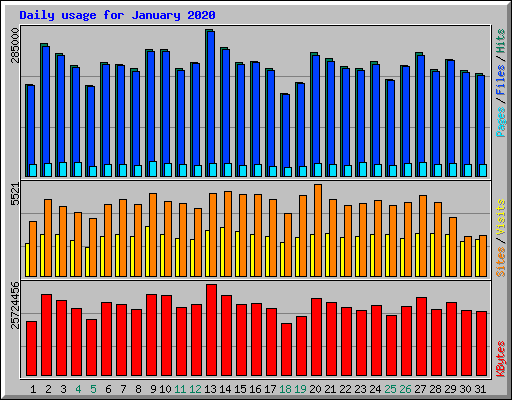 Daily usage for January 2020
285000
Pages / Files / Hits
5521
Sites / Visits
25724456
KBytes
1 2 3 4 5 6 7 8 9 10 11 12 13 14 15 16 17 18 19 20 21 22 23 24 25 26 27 28 29 30 31